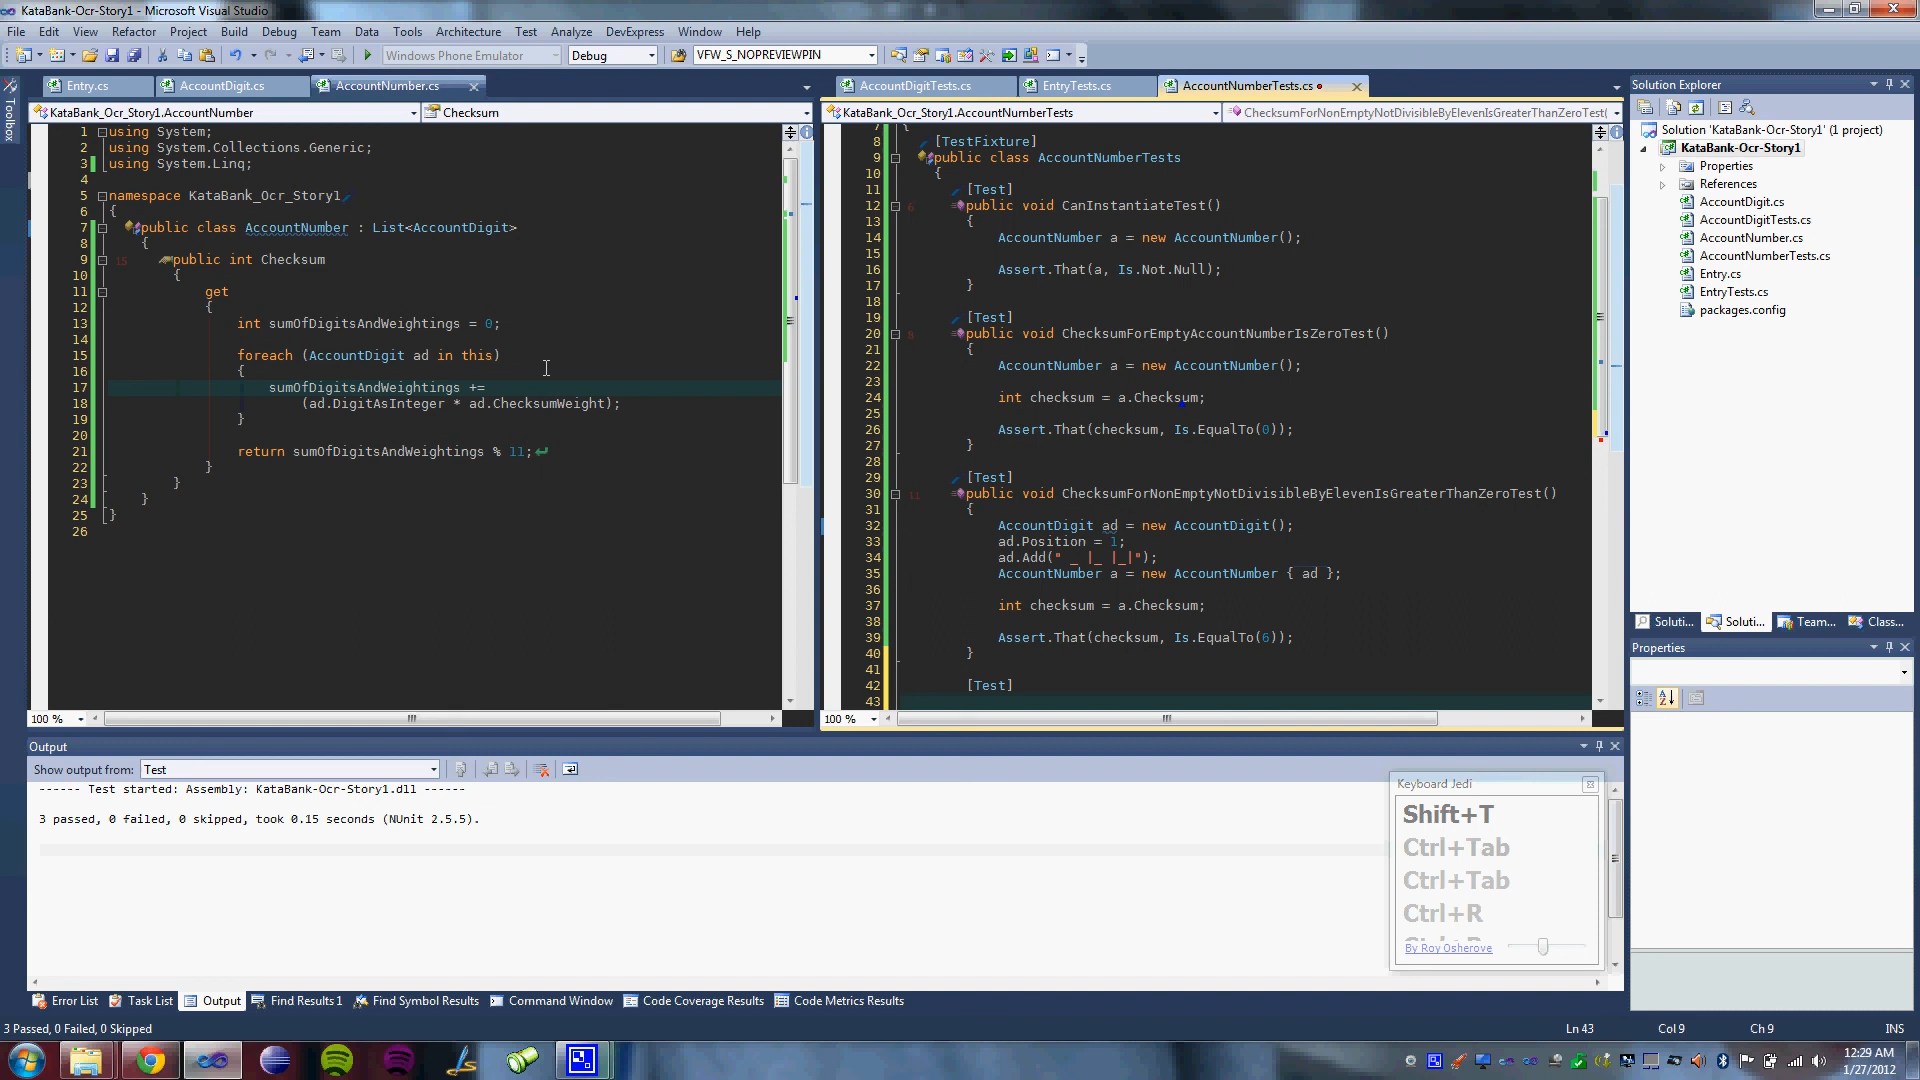 KataBank-Ocr-Story1 - Microsoft Visual Studio
File Edit View Refactor Project Build Debug Team Data Tools Architecture Test Analyze DevExpress Window Help
Windows Phone Emulator Debug VFW_S_NOPREVIEWPIN
Toolbox
Entry.cs AccountDigit.cs AccountNumber.cs
KataBank_Ocr_Story1.AccountNumber Checksum
1 using System;
2 using System.Collections.Generic;
3 using System.Linq;
4
5 namespace KataBank_Ocr_Story1
6 {
7 public class AccountNumber : List<AccountDigit>
8 {
9 15 public int Checksum
10 {
11 get
12 {
13 int sumOfDigitsAndWeightings = 0;
14
15 foreach (AccountDigit ad in this)
16 {
17 sumOfDigitsAndWeightings +=
18 (ad.DigitAsInteger * ad.ChecksumWeight);
19 }
20
21 return sumOfDigitsAndWeightings % 11;
22 }
23 }
24 }
25 }
26
100 %
AccountDigitTests.cs EntryTests.cs AccountNumberTests.cs
KataBank_Ocr_Story1.AccountNumberTests ChecksumForNonEmptyNotDivisibleByElevenIsGreaterThanZeroTest(
7 {
8 [TestFixture]
9 public class AccountNumberTests
10 {
11 [Test]
12 6 public void CanInstantiateTest()
13 {
14 AccountNumber a = new AccountNumber();
15
16 Assert.That(a, Is.Not.Null);
17 }
18
19 [Test]
20 8 public void ChecksumForEmptyAccountNumberIsZeroTest()
21 {
22 AccountNumber a = new AccountNumber();
23
24 int checksum = a.Checksum;
25
26 Assert.That(checksum, Is.EqualTo(0));
27 }
28
29 [Test]
30 11 public void ChecksumForNonEmptyNotDivisibleByElevenIsGreaterThanZeroTest()
31 {
32 AccountDigit ad = new AccountDigit();
33 ad.Position = 1;
34 ad.Add(" _ |_ |_|");
35 AccountNumber a = new AccountNumber { ad };
36
37 int checksum = a.Checksum;
38
39 Assert.That(checksum, Is.EqualTo(6));
40 }
41
42 [Test]
43
100 %
Solution Explorer
Solution 'KataBank-Ocr-Story1' (1 project)
KataBank-Ocr-Story1
Properties
References
AccountDigit.cs
AccountDigitTests.cs
AccountNumber.cs
AccountNumberTests.cs
Entry.cs
EntryTests.cs
packages.config
Soluti... Soluti... Team... Class...
Properties
Output
Show output from: Test
------ Test started: Assembly: KataBank-Ocr-Story1.dll ------
3 passed, 0 failed, 0 skipped, took 0.15 seconds (NUnit 2.5.5).
Keyboard Jedi
Shift+T
Ctrl+Tab
Ctrl+Tab
Ctrl+R
By Roy Osherove
Error List Task List Output Find Results 1 Find Symbol Results Command Window Code Coverage Results Code Metrics Results
3 Passed, 0 Failed, 0 Skipped Ln 43 Col 9 Ch 9 INS
12:29 AM
1/27/2012